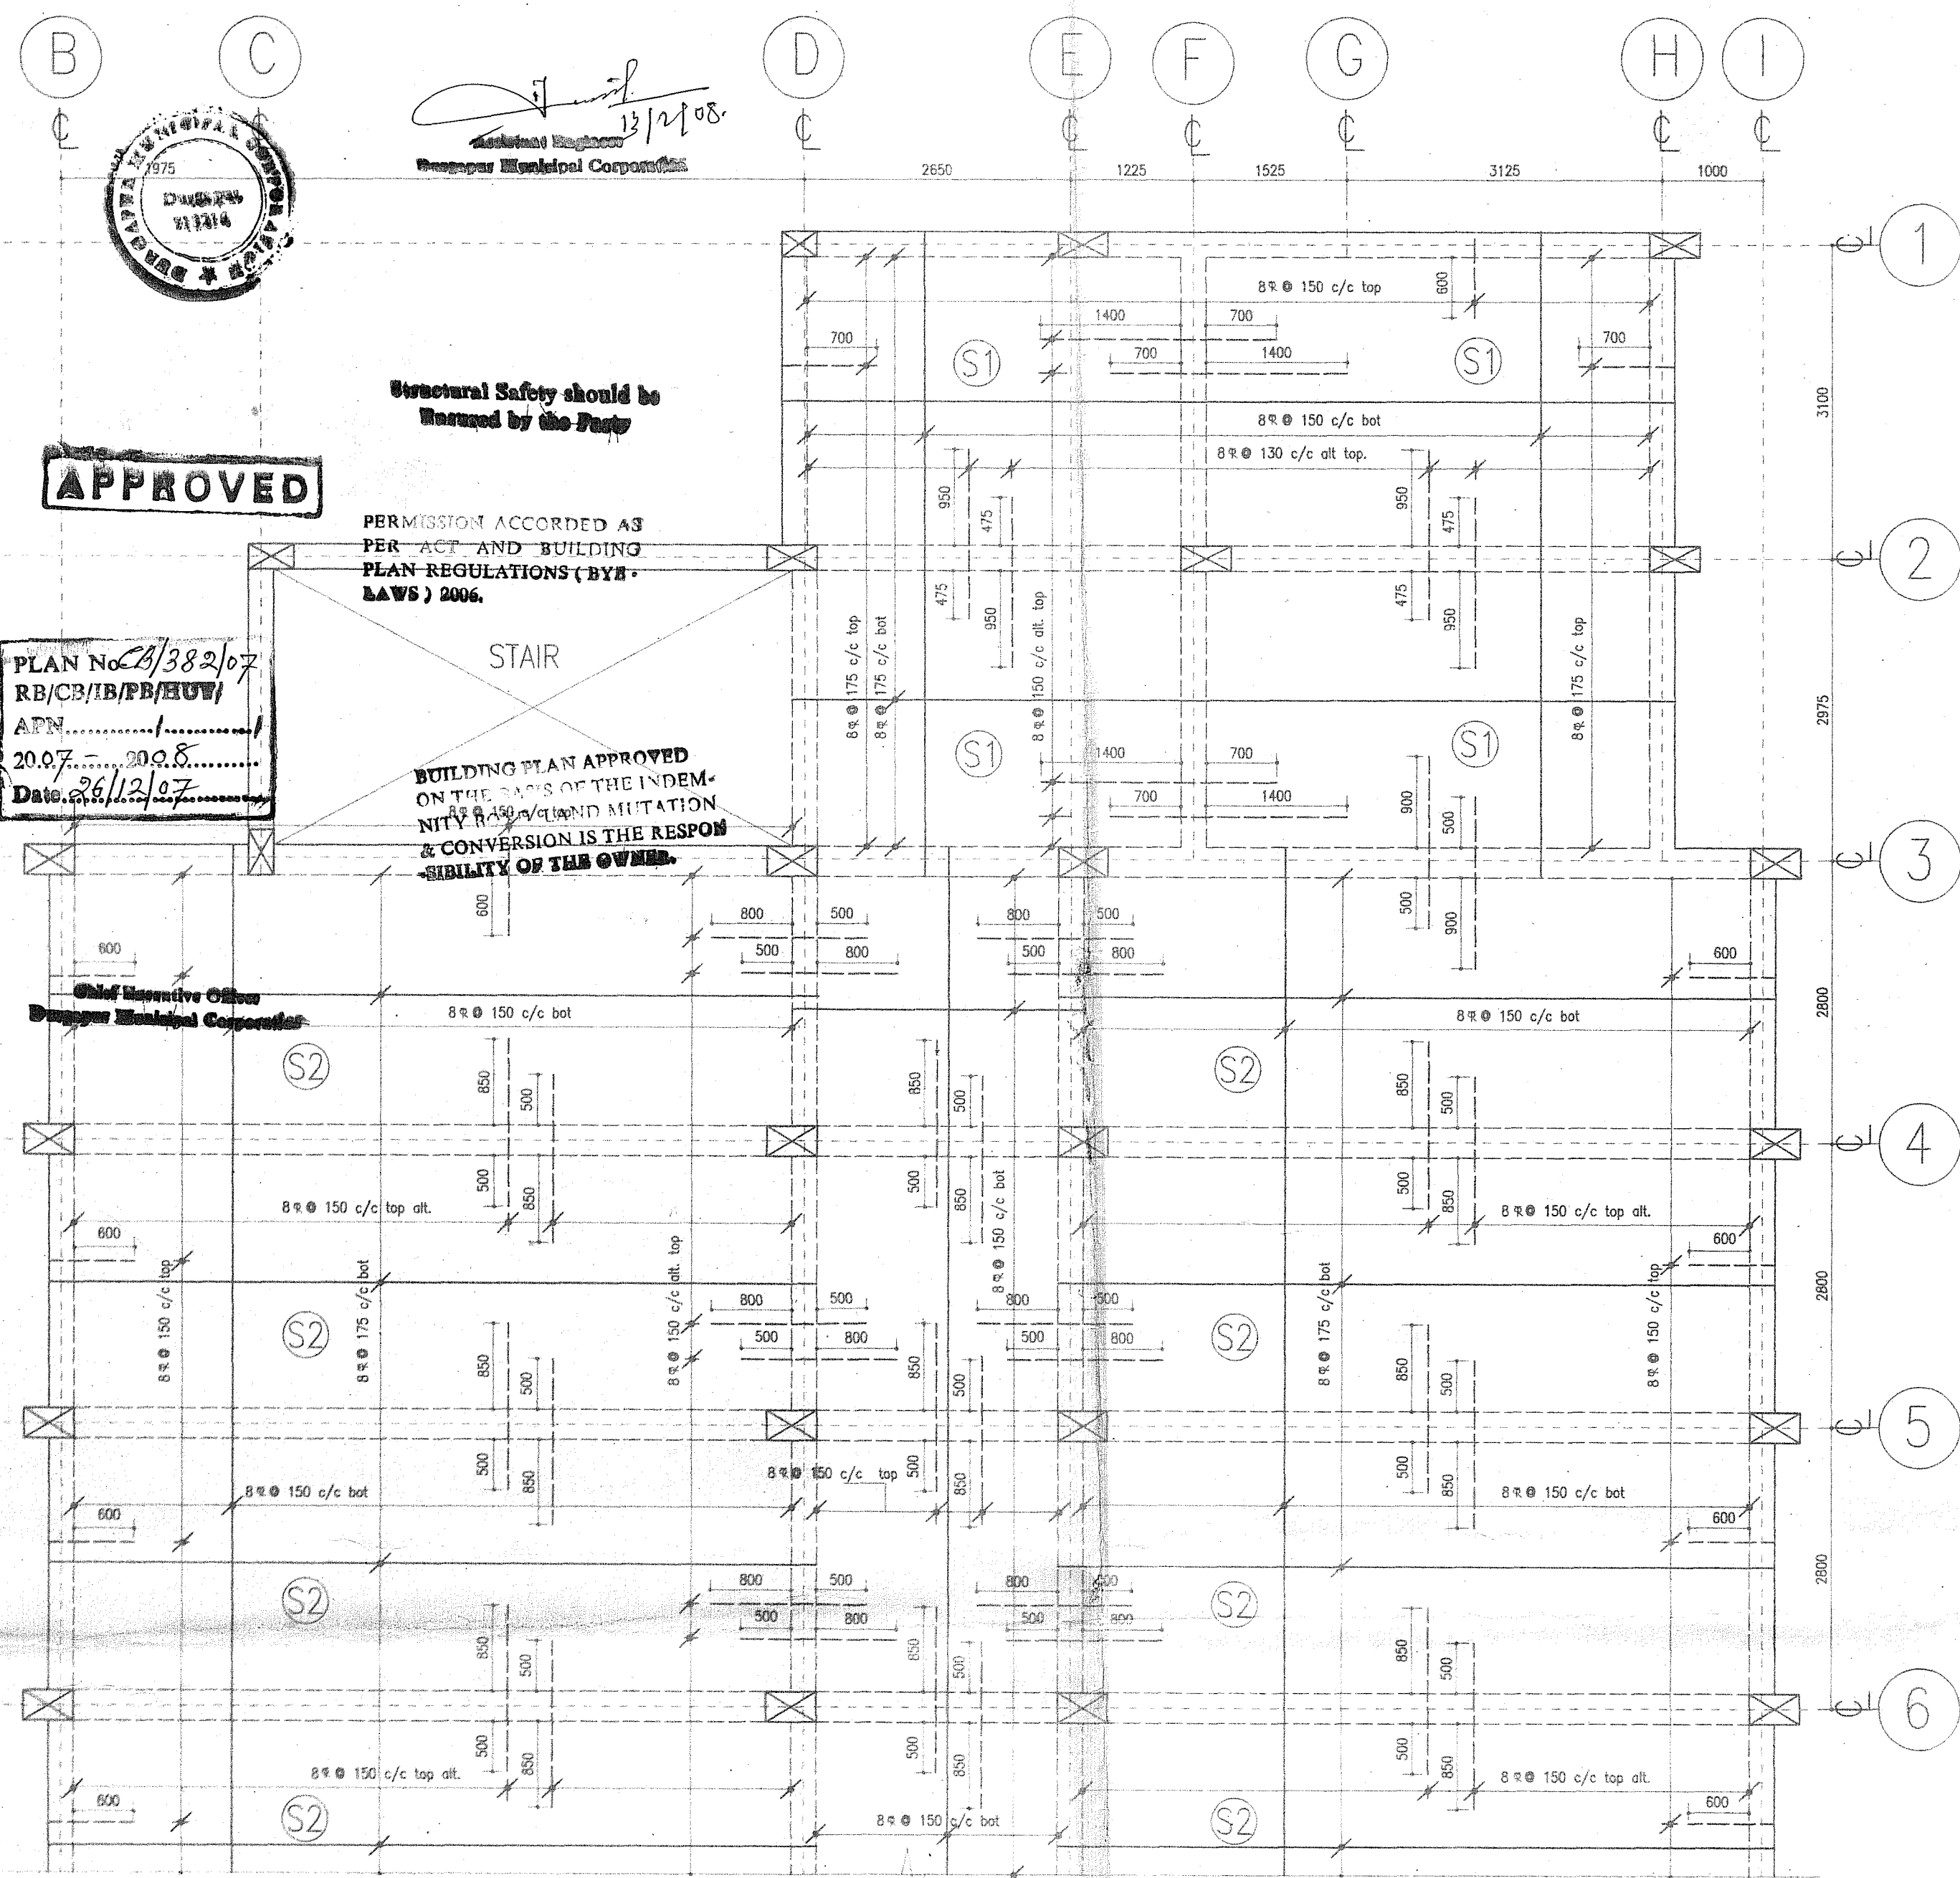 B C D E F G H I
13/2/08.
Assistant Engineer
Durgapur Municipal Corporation
DURGAPUR MUNICIPAL CORPORATION ★
Durgapur
1975 2650 1225 1525 3125 1000
1
8 @ 150 c/c top
600
1400 700
700 700
700 1400
S1 S1
Structural Safety should be
Ensured by the Party
3100
8 @ 150 c/c bot
8 @ 130 c/c alt top.
APPROVED
950 475 950 475
PERMISSION ACCORDED AS
PER ACT AND BUILDING
PLAN REGULATIONS ( BYE -
LAWS ) 2006.
2
475 950 475 950
STAIR
8 @ 175 c/c top
8 @ 175 c/c bot
8 @ 150 c/c alt. top
8 @ 175 c/c top
PLAN No CB/382/07
RB/CB/IB/PB/HUW/
APN............/............/
2007 - 2008
Date 26/12/07
2975
S1 S1
1400 700
700 1400
900 500
BUILDING PLAN APPROVED
ON THE BASIS OF THE INDEM-
NITY LAND MUTATION
& CONVERSION IS THE RESPON
-SIBILITY OF THE OWNER.
8 @ 150 c/c top
3
600 500 900
800 500 800 500
500 800 500 800
600 600
Chief Executive Officer
Durgapur Municipal Corporation
2800
8 @ 150 c/c bot 8 @ 150 c/c bot
S2 S2
850 500 850 500 850 500
4
500 850 500 850 500 850
8 @ 150 c/c bot
8 @ 150 c/c top alt. 8 @ 150 c/c top alt.
600 600
8 @ 150 c/c top
8 @ 175 c/c bot
8 @ 150 c/c alt. top
8 @ 175 c/c bot
8 @ 150 c/c top
2800
800 500 800 500
500 800 500 800
S2 S2
850 500 850 500 850 500
5
500 850 500 850 500 850
8 @ 150 c/c top
8 @ 150 c/c bot 8 @ 150 c/c bot
600 600
2800
800 500 800 500
500 800 500 800
S2 S2
850 500 850 500 850 500
6
500 850 500 850 500 850
8 @ 150 c/c top alt. 8 @ 150 c/c top alt.
600 600
8 @ 150 c/c bot
S2 S2